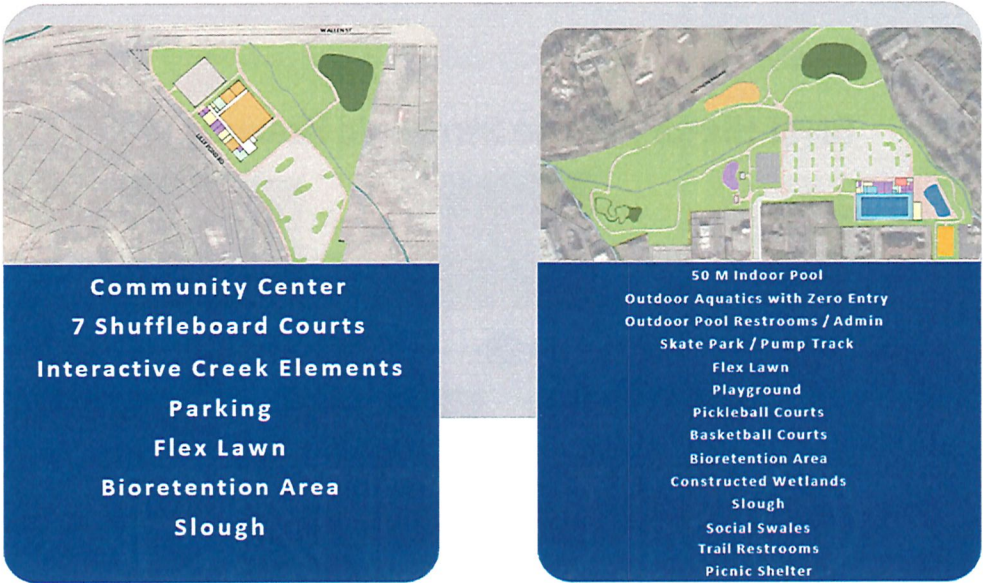 W ALLEN ST
Community Center
7 Shuffleboard Courts
Interactive Creek Elements
Parking
Flex Lawn
Bioretention Area
Slough
50 M Indoor Pool
Outdoor Aquatics with Zero Entry
Outdoor Pool Restrooms / Admin
Skate Park / Pump Track
Flex Lawn
Playground
Pickleball Courts
Basketball Courts
Bioretention Area
Constructed Wetlands
Slough
Social Swales
Trail Restrooms
Picnic Shelter